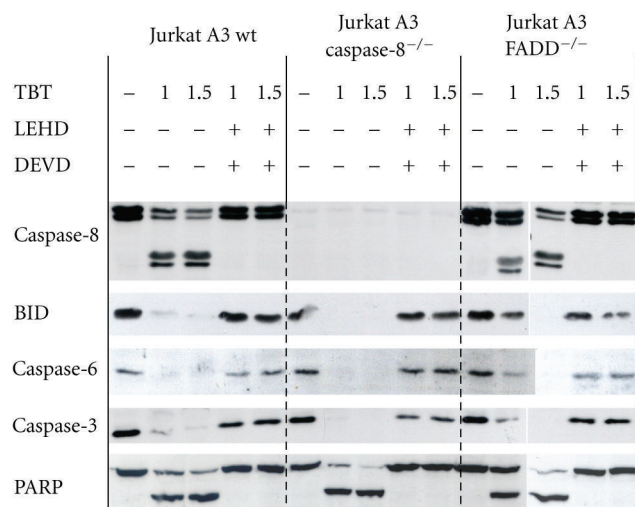 Jurkat A3 wt
Jurkat A3
caspase-8−/−
Jurkat A3
FADD−/−
TBT − 1 1.5 1 1.5 − 1 1.5 1 1.5 − 1 1.5 1 1.5
LEHD − − − + + − − − + + − − − + +
DEVD − − − + + − − − + + − − − + +
Caspase-8
BID
Caspase-6
Caspase-3
PARP